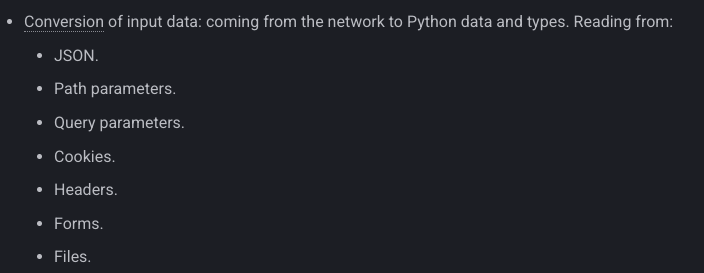 Conversion of input data: coming from the network to Python data and types. Reading from:
JSON.
Path parameters.
Query parameters.
Cookies.
Headers.
Forms.
Files.